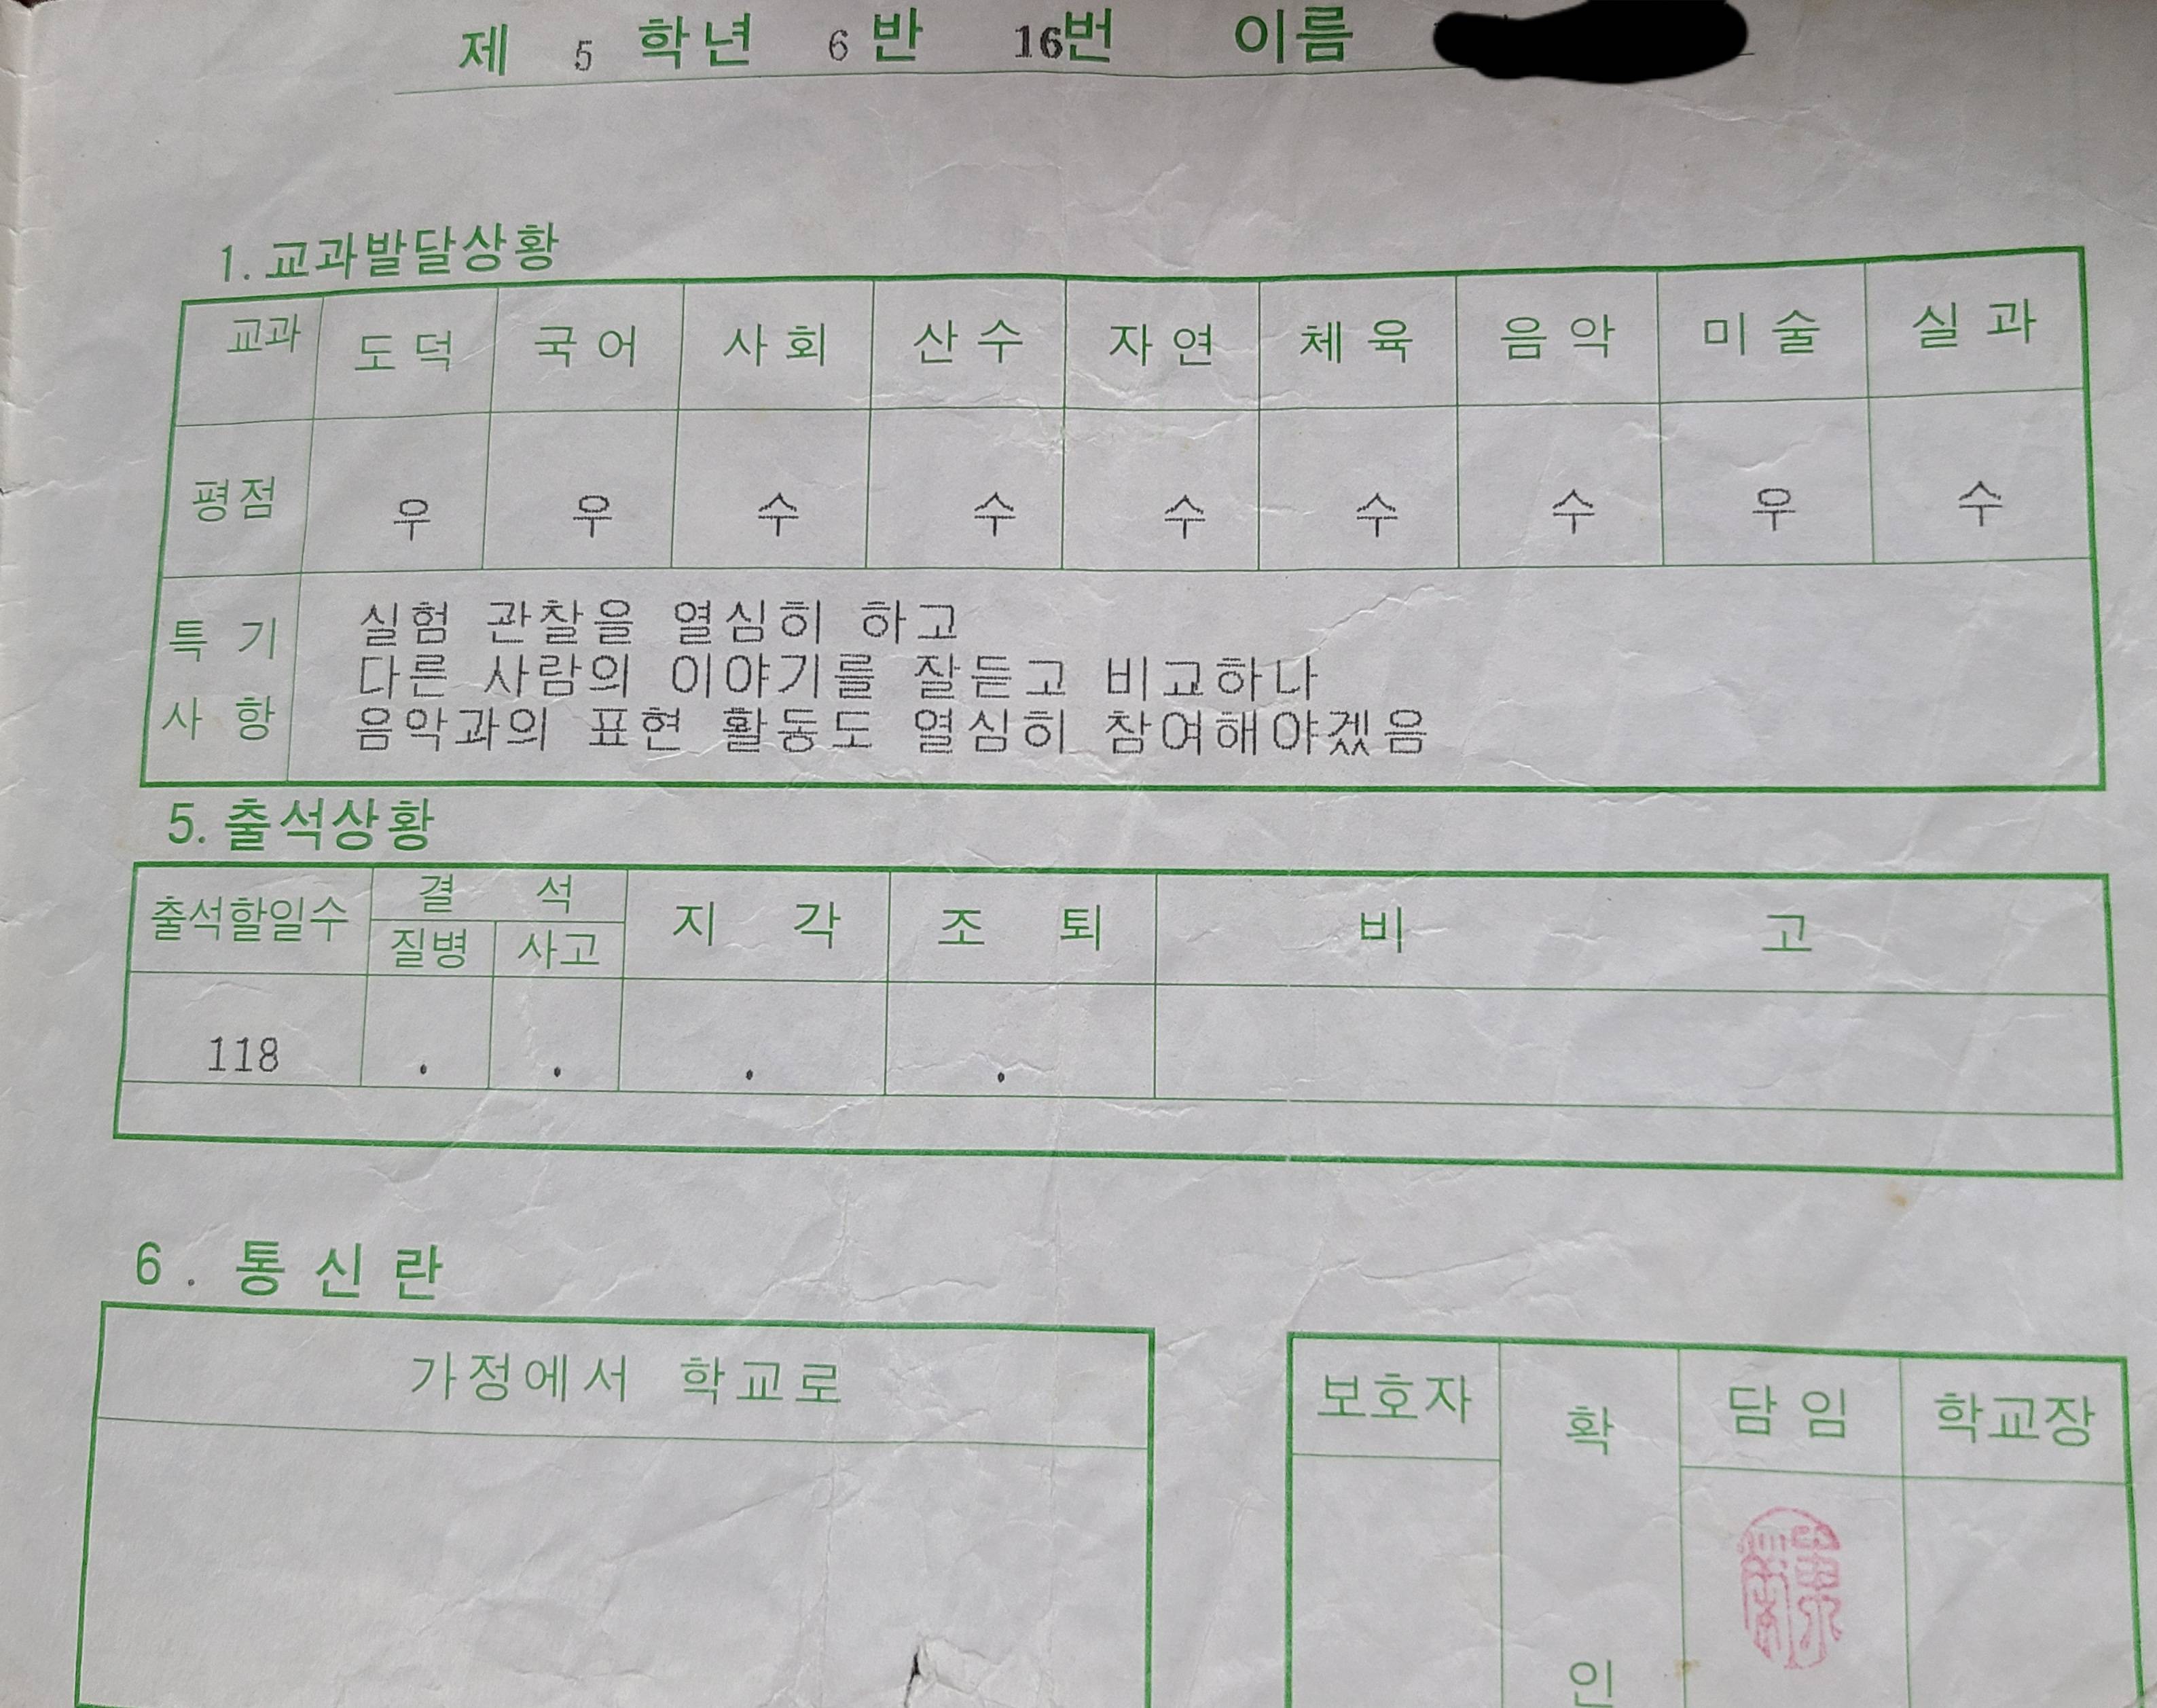 제 5 학년 6 반 16번 이름
1. 교과발달상황
교과 도덕 국어 사회 산수 자연 체육 음악 미술 실과
평점 우 우 수 수 수 수 수 우 수
특기
사항
실험 관찰을 열심히 하고
다른 사람의 이야기를 잘듣고 비교하나
음악과의 표현 활동도 열심히 참여해야겠음
5. 출석상황
출석할일수 결석 지각 조퇴 비고
질병 사고
118 . . . .
6. 통신란
가정에서 학교로
보호자 확인 담임 학교장